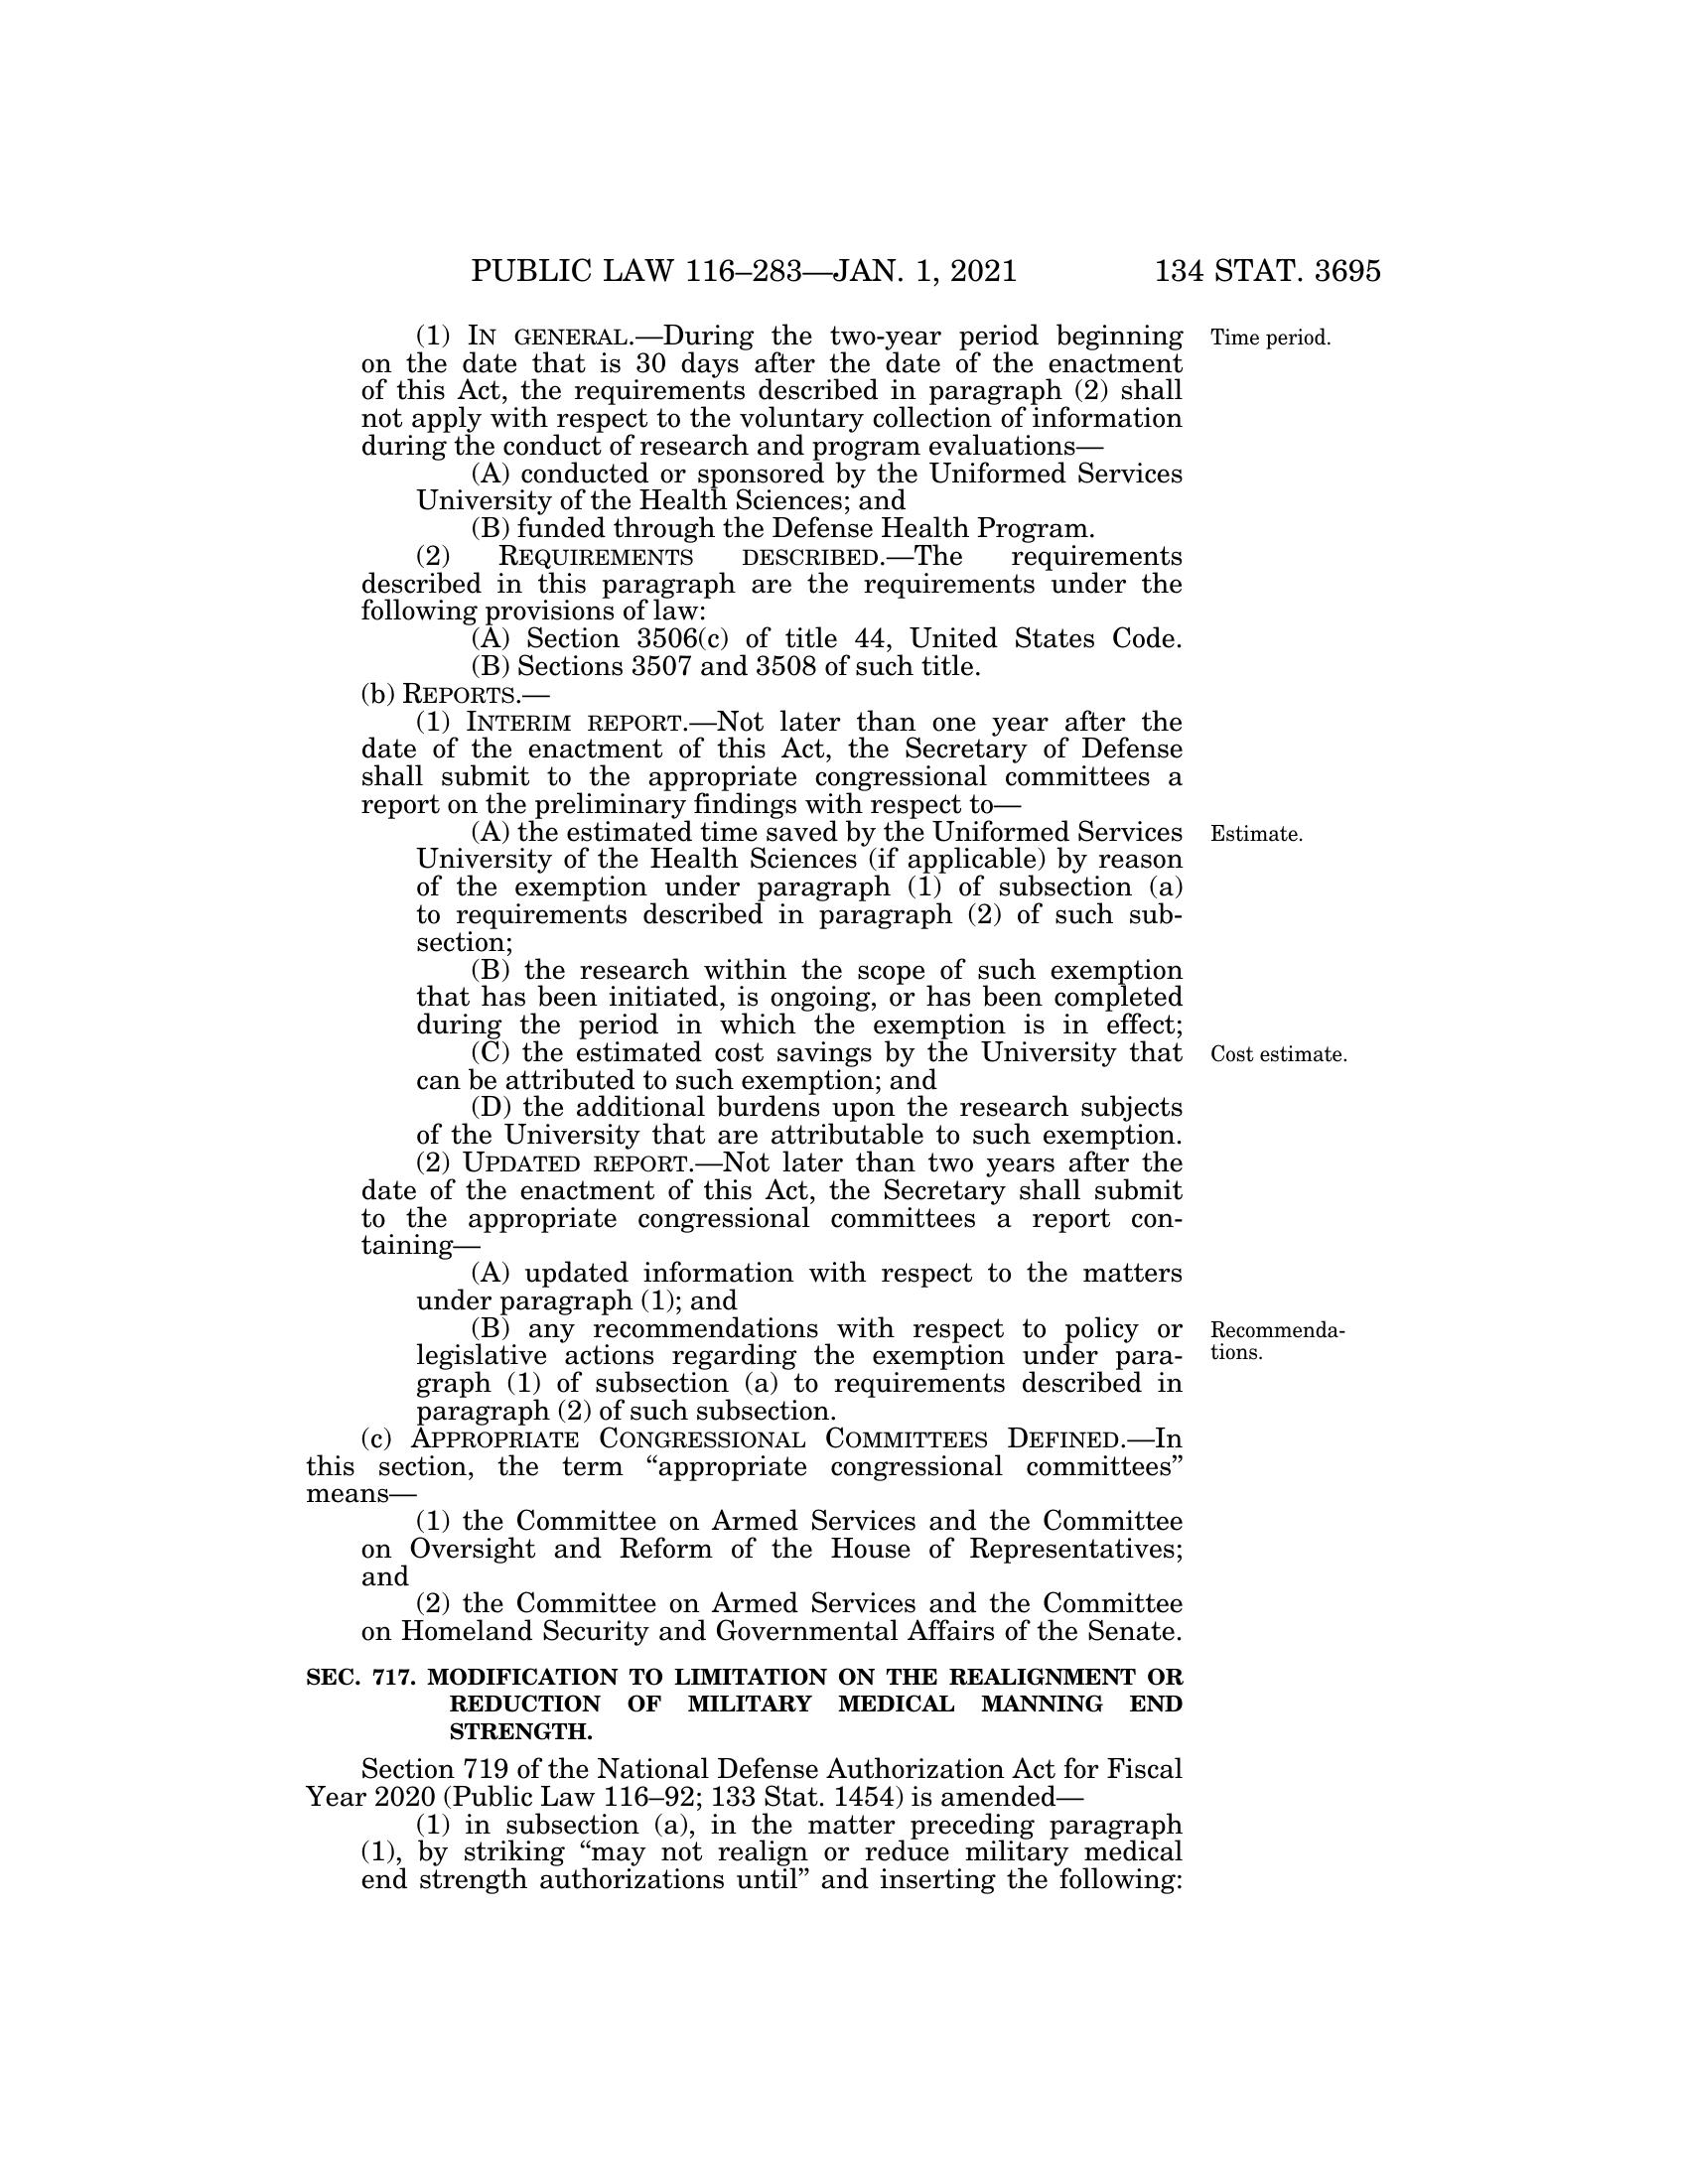 PUBLIC LAW 116–283—JAN. 1, 2021 134 STAT. 3695
(1) IN GENERAL.—During the two-year period beginning
on the date that is 30 days after the date of the enactment
of this Act, the requirements described in paragraph (2) shall
not apply with respect to the voluntary collection of information
during the conduct of research and program evaluations—
(A) conducted or sponsored by the Uniformed Services
University of the Health Sciences; and
(B) funded through the Defense Health Program.
(2) REQUIREMENTS DESCRIBED.—The requirements
described in this paragraph are the requirements under the
following provisions of law:
(A) Section 3506(c) of title 44, United States Code.
(B) Sections 3507 and 3508 of such title.
(b) REPORTS.—
(1) INTERIM REPORT.—Not later than one year after the
date of the enactment of this Act, the Secretary of Defense
shall submit to the appropriate congressional committees a
report on the preliminary findings with respect to—
(A) the estimated time saved by the Uniformed Services
University of the Health Sciences (if applicable) by reason
of the exemption under paragraph (1) of subsection (a)
to requirements described in paragraph (2) of such sub-
section;
(B) the research within the scope of such exemption
that has been initiated, is ongoing, or has been completed
during the period in which the exemption is in effect;
(C) the estimated cost savings by the University that
can be attributed to such exemption; and
(D) the additional burdens upon the research subjects
of the University that are attributable to such exemption.
(2) UPDATED REPORT.—Not later than two years after the
date of the enactment of this Act, the Secretary shall submit
to the appropriate congressional committees a report con-
taining—
(A) updated information with respect to the matters
under paragraph (1); and
(B) any recommendations with respect to policy or
legislative actions regarding the exemption under para-
graph (1) of subsection (a) to requirements described in
paragraph (2) of such subsection.
(c) APPROPRIATE CONGRESSIONAL COMMITTEES DEFINED.—In
this section, the term “appropriate congressional committees”
means—
(1) the Committee on Armed Services and the Committee
on Oversight and Reform of the House of Representatives;
and
(2) the Committee on Armed Services and the Committee
on Homeland Security and Governmental Affairs of the Senate.
SEC. 717. MODIFICATION TO LIMITATION ON THE REALIGNMENT OR
REDUCTION OF MILITARY MEDICAL MANNING END
STRENGTH.
Section 719 of the National Defense Authorization Act for Fiscal
Year 2020 (Public Law 116–92; 133 Stat. 1454) is amended—
(1) in subsection (a), in the matter preceding paragraph
(1), by striking “may not realign or reduce military medical
end strength authorizations until” and inserting the following:
Time period.
Estimate.
Cost estimate.
Recommenda-
tions.